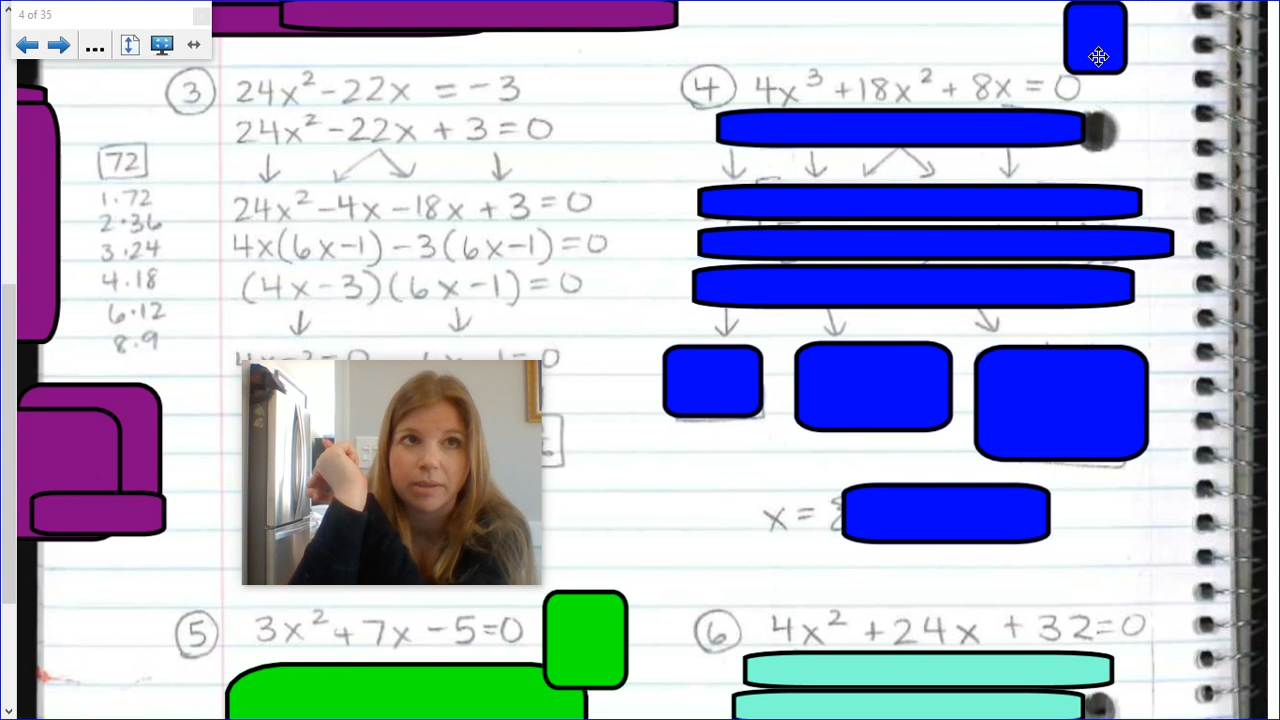 4 of 35
③ 24x² - 22x = -3
24x² - 22x + 3 = 0
72
1·72
2·36
3·24
4·18
6·12
8·9
24x² - 4x - 18x + 3 = 0
4x(6x-1) - 3(6x-1) = 0
(4x-3)(6x-1) = 0
④ 4x³ + 18x² + 8x = 0
x = {
⑤ 3x² + 7x - 5 = 0
⑥ 4x² + 24x + 32 = 0